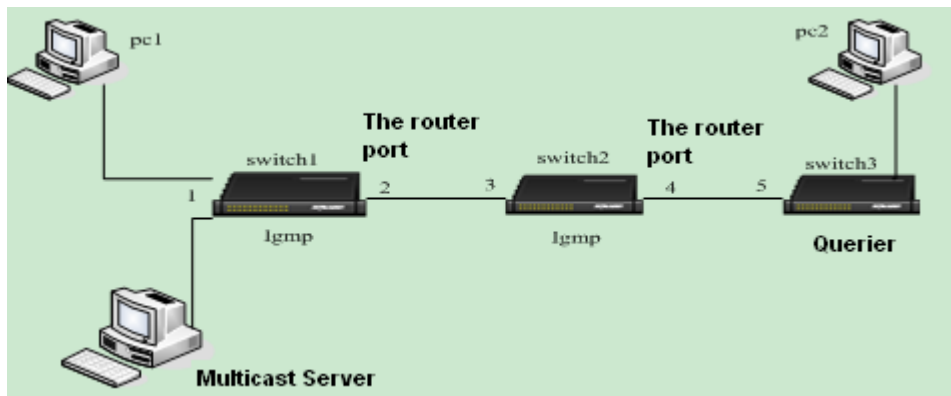 pc1
pc2
The router
port
The router
port
switch1
switch2
switch3
1
2
3
4
5
Igmp
Igmp
Querier
Multicast Server